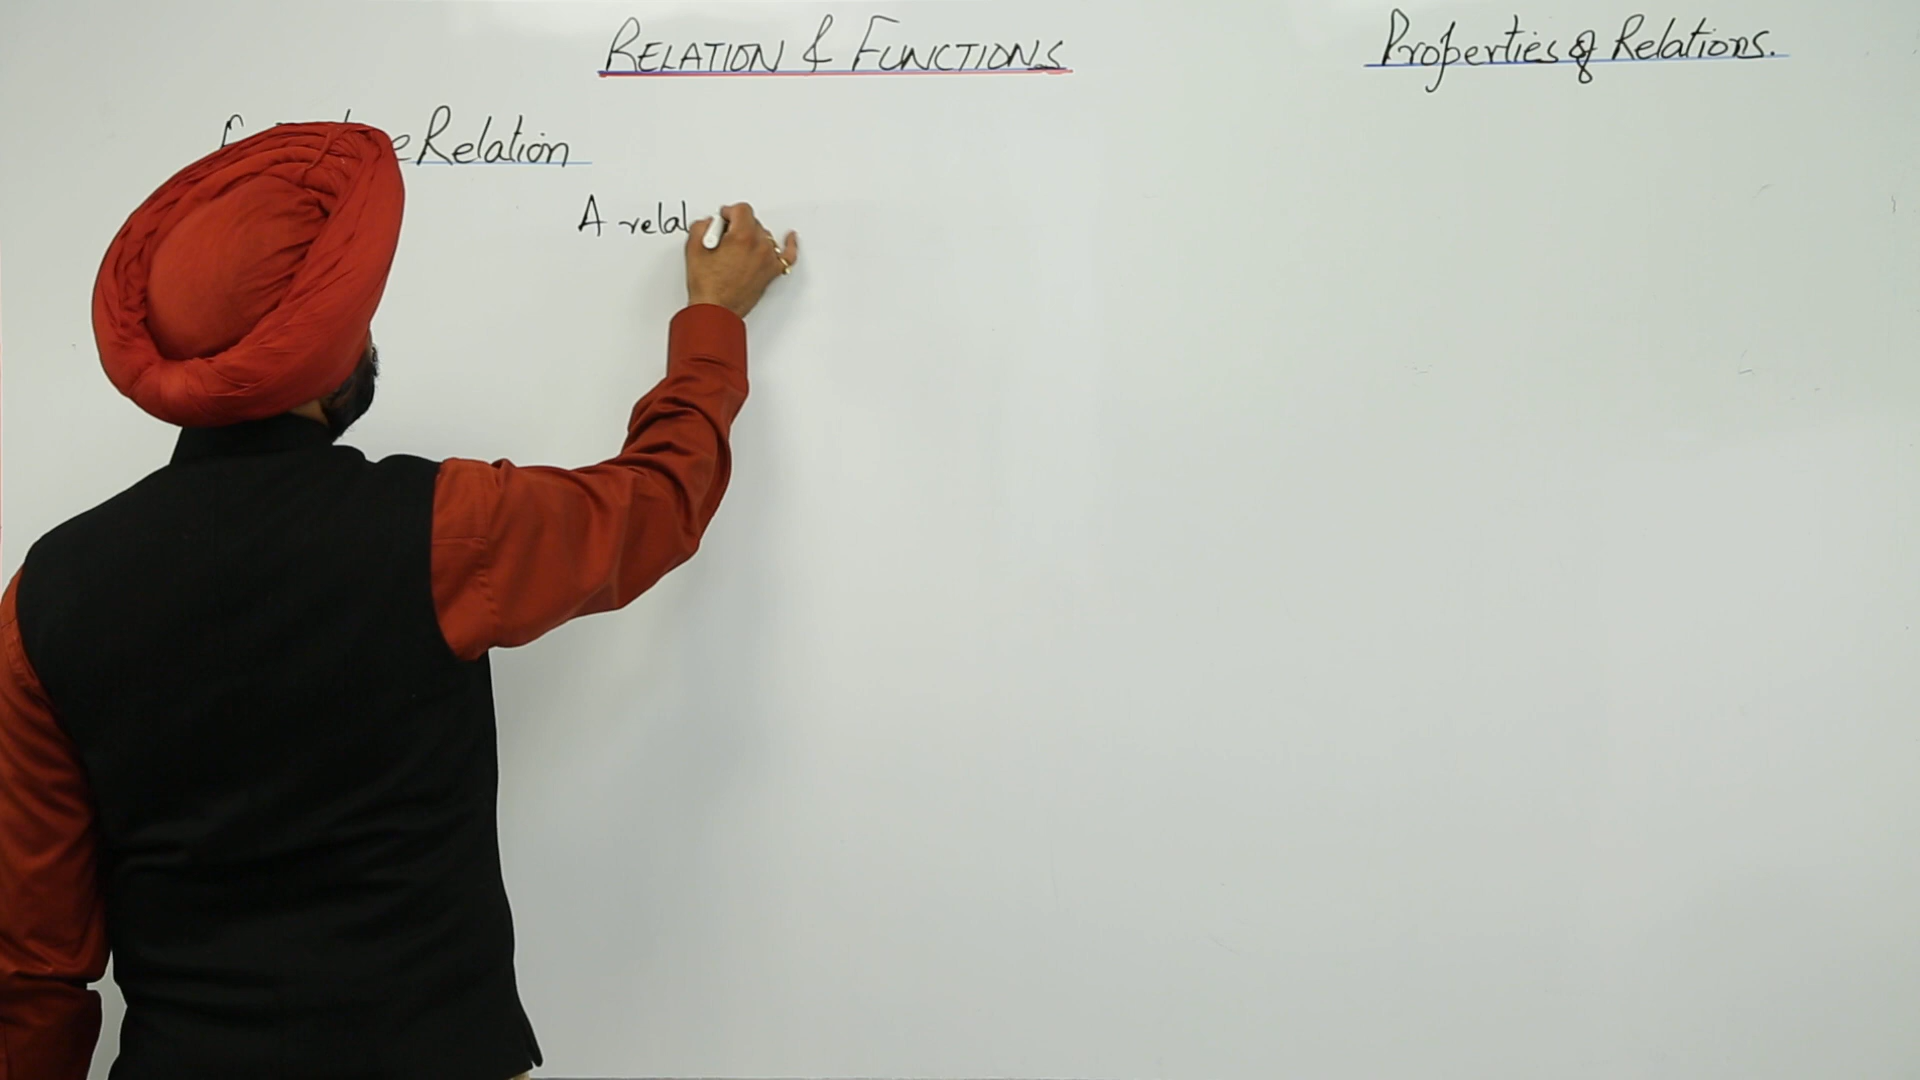 RELATION & FUNCTIONS
Properties of Relations.
Relation
A relat